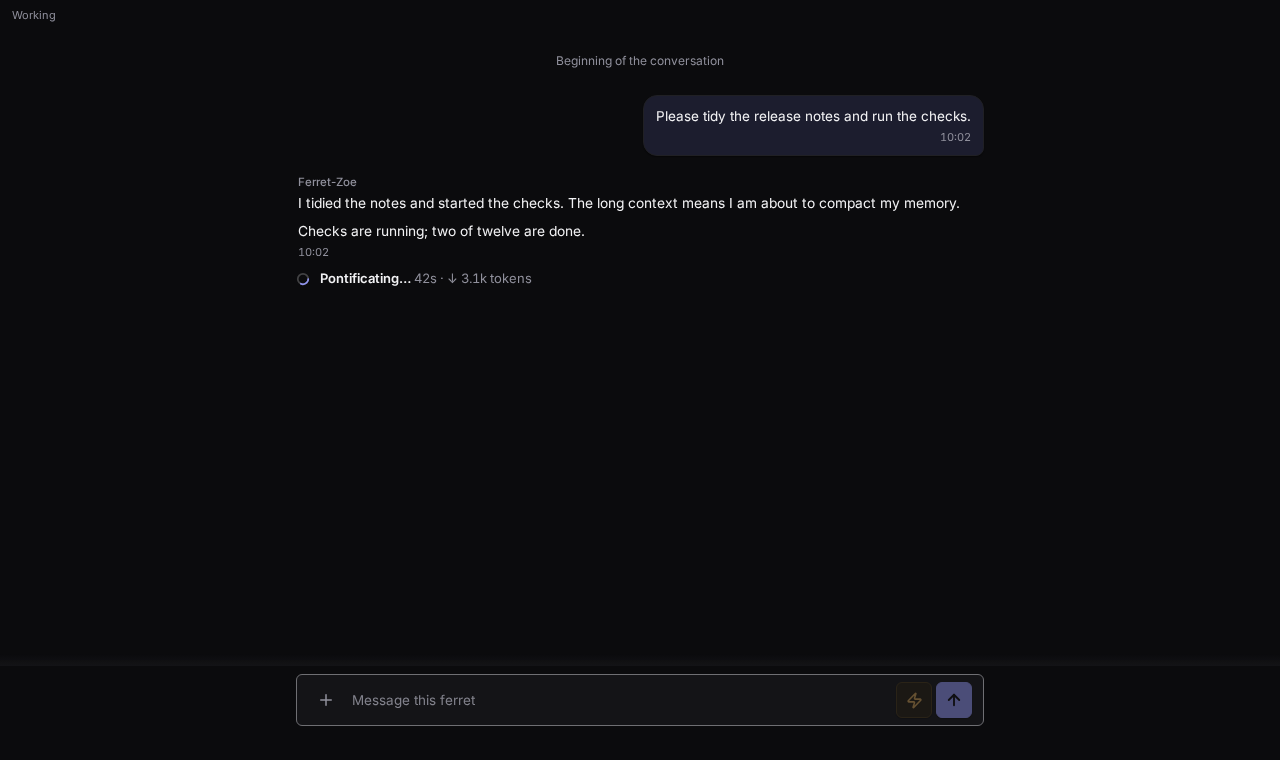 Working
Beginning of the conversation
Please tidy the release notes and run the checks.
10:02
Ferret-Zoe
I tidied the notes and started the checks. The long context means I am about to compact my memory.
Checks are running; two of twelve are done.
10:02
Pontificating… 42s · ↓ 3.1k tokens
Message this ferret